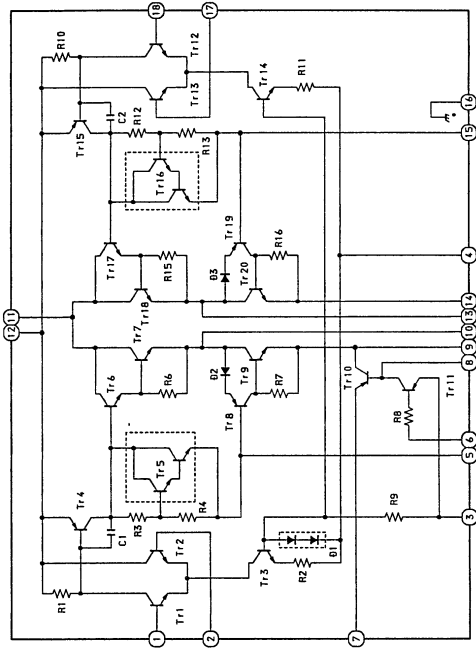 12 11
R1 R10
Tr4 Tr15
C1 Tr6 Tr17 C2
R3 Tr7 R12
Tr18
1 Tr5 Tr16 18
Tr1 Tr2 R6 R15 Tr13 Tr12
R4 R13
2 17
D2 D3
Tr8 Tr9 Tr20 Tr19
Tr3 R7 R16 Tr14
R2 R11
D1
7 Tr10
R9 R8 Tr11
3 5 6 8 9 10 13 14 4 15 16